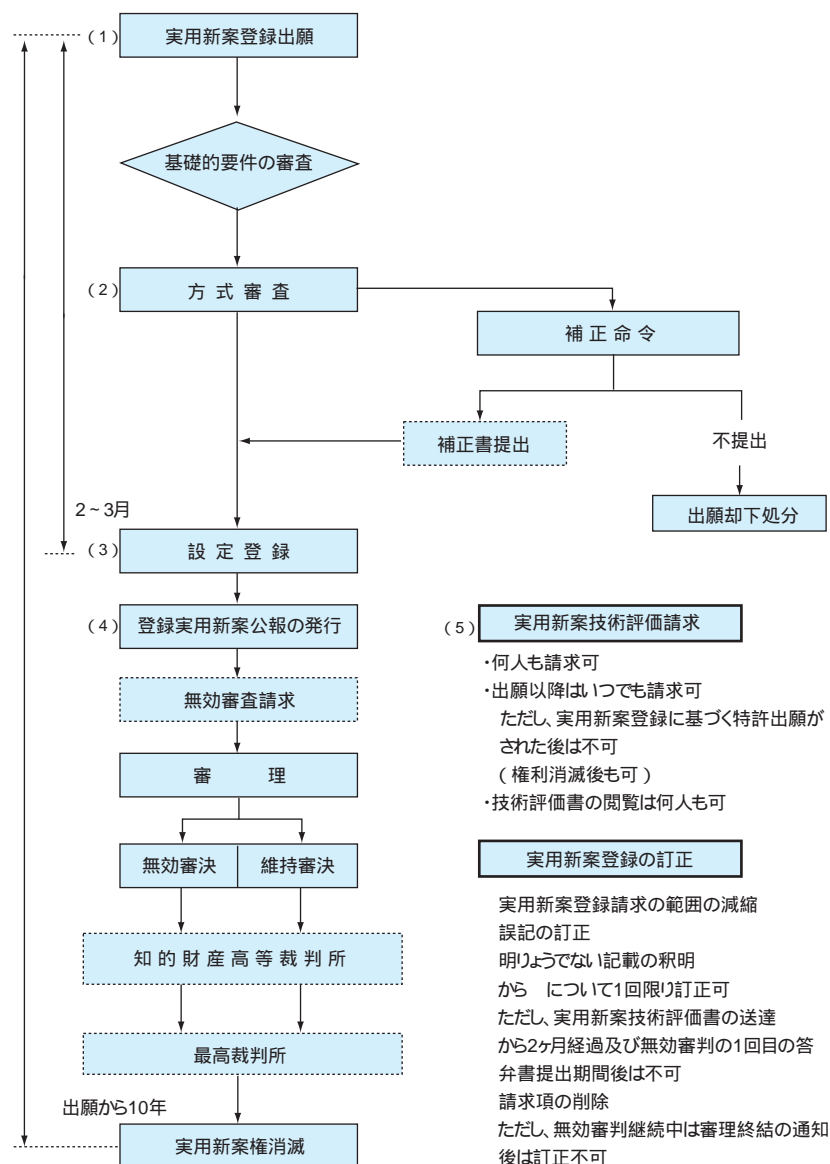 (1) 実用新案登録出願
基礎的要件の審査
(2) 方式審査
補正命令
補正書提出
不提出
出願却下処分
2~3月
(3) 設定登録
(4) 登録実用新案公報の発行
無効審査請求
審理
無効審決 維持審決
知的財産高等裁判所
最高裁判所
出願から10年
実用新案権消滅
(5) 実用新案技術評価請求
・何人も請求可
・出願以降はいつでも請求可
ただし、実用新案登録に基づく特許出願が
された後は不可
(権利消滅後も可)
・技術評価書の閲覧は何人も可
実用新案登録の訂正
実用新案登録請求の範囲の減縮
誤記の訂正
明りょうでない記載の釈明
から について1回限り訂正可
ただし、実用新案技術評価書の送達
から2ヶ月経過及び無効審判の1回目の答
弁書提出期間後は不可
請求項の削除
ただし、無効審判継続中は審理終結の通知
後は訂正不可